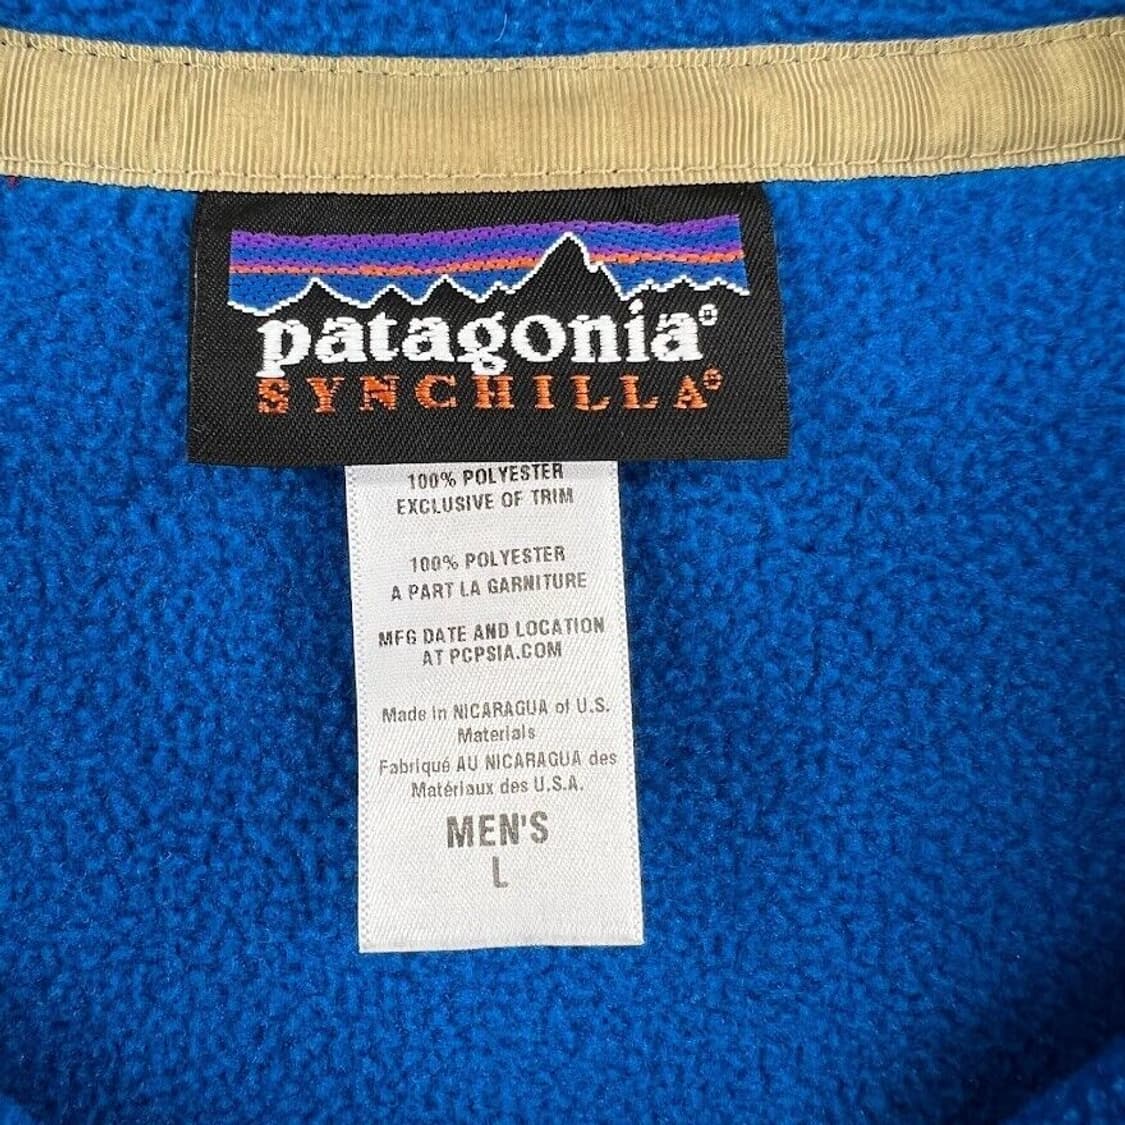 patagonia®
SYNCHILLA®
100% POLYESTER
EXCLUSIVE OF TRIM
100% POLYESTER
A PART LA GARNITURE
MFG DATE AND LOCATION
AT PCPSIA.COM
Made in NICARAGUA of U.S.
Materials
Fabriqué AU NICARAGUA des
Matériaux des U.S.A.
MEN'S
L